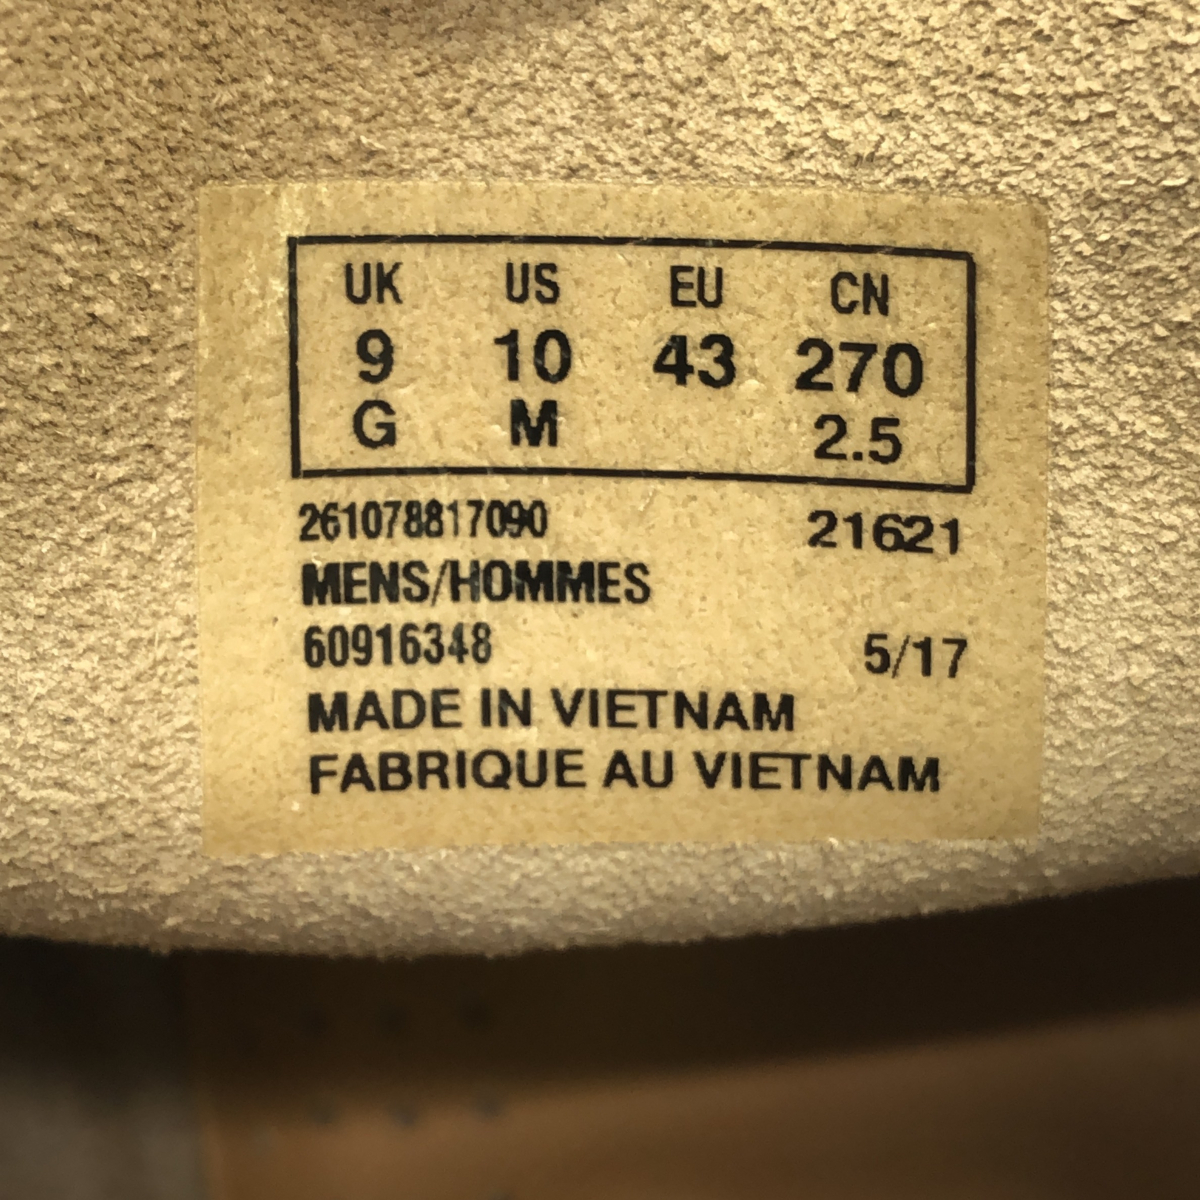 UK US EU CN
9 10 43 270
G M 2.5
261078817090 21621
MENS/HOMMES
60916348 5/17
MADE IN VIETNAM
FABRIQUE AU VIETNAM